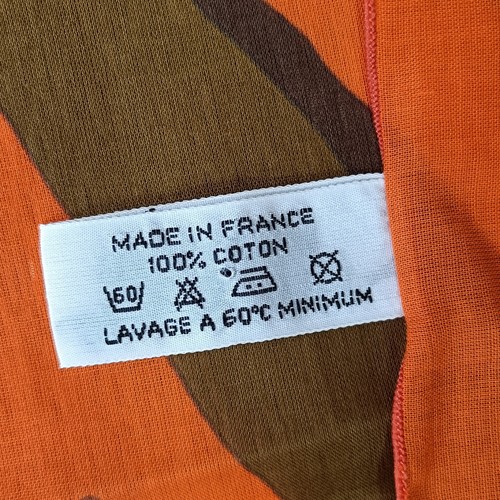 MADE IN FRANCE
100% COTON
60
LAVAGE A 60°C MINIMUM